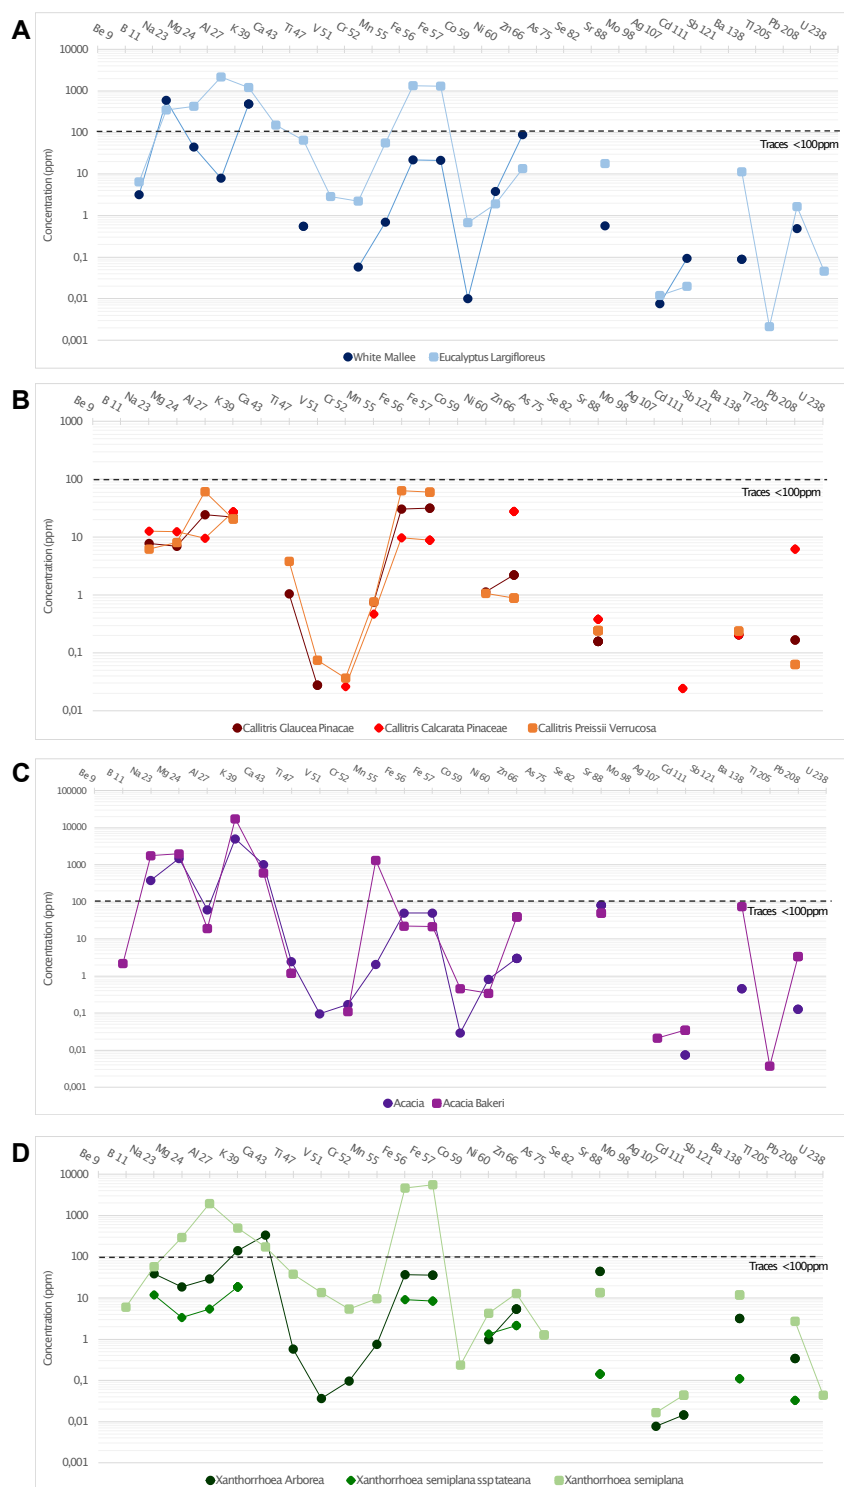 A
Be 9 B 11 Na 23 Mg 24 Al 27 K 39 Ca 43 Ti 47 V 51 Cr 52 Mn 55 Fe 56 Fe 57 Co 59 Ni 60 Zn 66 As 75 Se 82 Sr 88 Mo 98 Ag 107 Cd 111 Sb 121 Ba 138 Tl 205 Pb 208 U 238
10000
1000
100
10
1
0,1
0,01
0,001
Concentration (ppm)
Traces <100ppm
White Mallee Eucalyptus Largifloreus
B
Be 9 B 11 Na 23 Mg 24 Al 27 K 39 Ca 43 Ti 47 V 51 Cr 52 Mn 55 Fe 56 Fe 57 Co 59 Ni 60 Zn 66 As 75 Se 82 Sr 88 Mo 98 Ag 107 Cd 111 Sb 121 Ba 138 Tl 205 Pb 208 U 238
1000
100
10
1
0,1
0,01
Concentration (ppm)
Traces <100ppm
Callitris Glaucea Pinacae Callitris Calcarata Pinaceae Callitris Preissii Verrucosa
C
Be 9 B 11 Na 23 Mg 24 Al 27 K 39 Ca 43 Ti 47 V 51 Cr 52 Mn 55 Fe 56 Fe 57 Co 59 Ni 60 Zn 66 As 75 Se 82 Sr 88 Mo 98 Ag 107 Cd 111 Sb 121 Ba 138 Tl 205 Pb 208 U 238
100000
10000
1000
100
10
1
0,1
0,01
0,001
Concentration (ppm)
Traces <100ppm
Acacia Acacia Bakeri
D
Be 9 B 11 Na 23 Mg 24 Al 27 K 39 Ca 43 Ti 47 V 51 Cr 52 Mn 55 Fe 56 Fe 57 Co 59 Ni 60 Zn 66 As 75 Se 82 Sr 88 Mo 98 Ag 107 Cd 111 Sb 121 Ba 138 Tl 205 Pb 208 U 238
10000
1000
100
10
1
0,1
0,01
0,001
Concentration (ppm)
Traces <100ppm
Xanthorrhoea Arborea Xanthorrhoea semiplana ssp tateana Xanthorrhoea semiplana